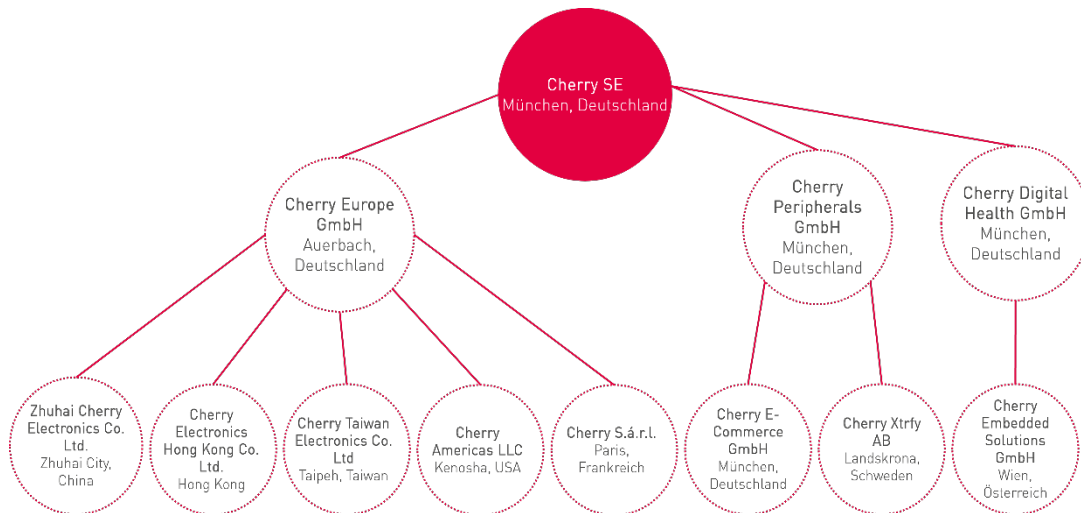 Cherry SE
München, Deutschland
Cherry Europe
GmbH
Auerbach,
Deutschland
Cherry
Peripherals
GmbH
München,
Deutschland
Cherry Digital
Health GmbH
München,
Deutschland
Zhuhai Cherry
Electronics Co.
Ltd.
Zhuhai City,
China
Cherry
Electronics
Hong Kong Co.
Ltd.
Hong Kong
Cherry Taiwan
Electronics Co.
Ltd
Taipeh, Taiwan
Cherry
Americas LLC
Kenosha, USA
Cherry S.á.r.l.
Paris,
Frankreich
Cherry E-
Commerce
GmbH
München,
Deutschland
Cherry Xtrfy
AB
Landskrona,
Schweden
Cherry
Embedded
Solutions
GmbH
Wien,
Österreich